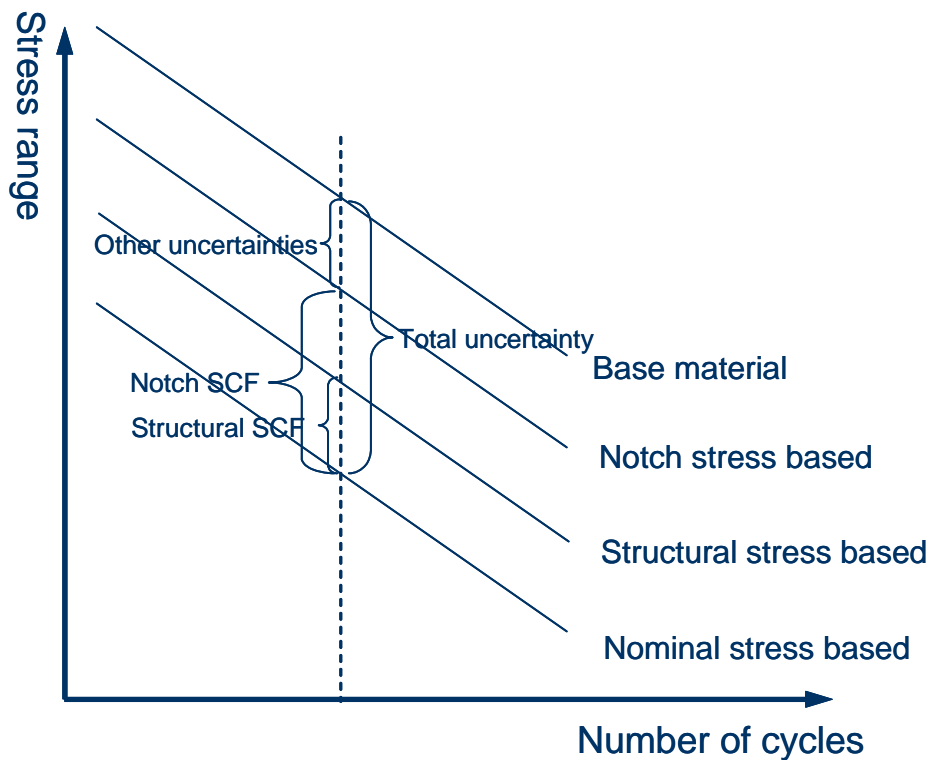 Stress range
Other uncertainties
Total uncertainty
Base material
Notch SCF
Structural SCF
Notch stress based
Structural stress based
Nominal stress based
Number of cycles